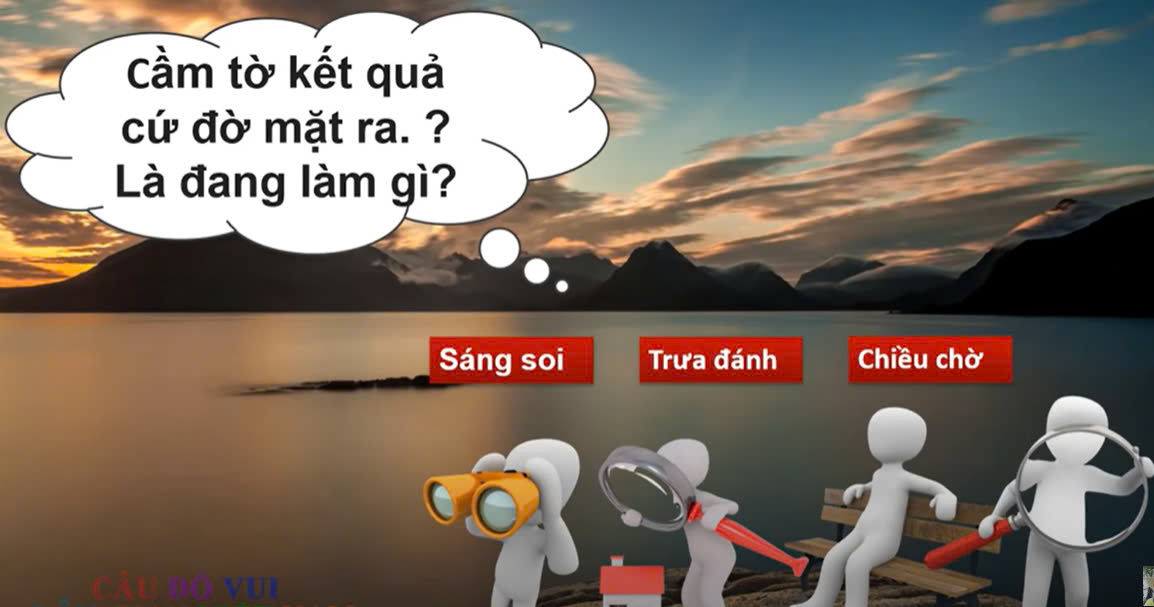 Cầm tờ kết quả
cứ đờ mặt ra. ?
Là đang làm gì?
Sáng soi
Trưa đánh
Chiều chờ
CÂU ĐỐ VUI